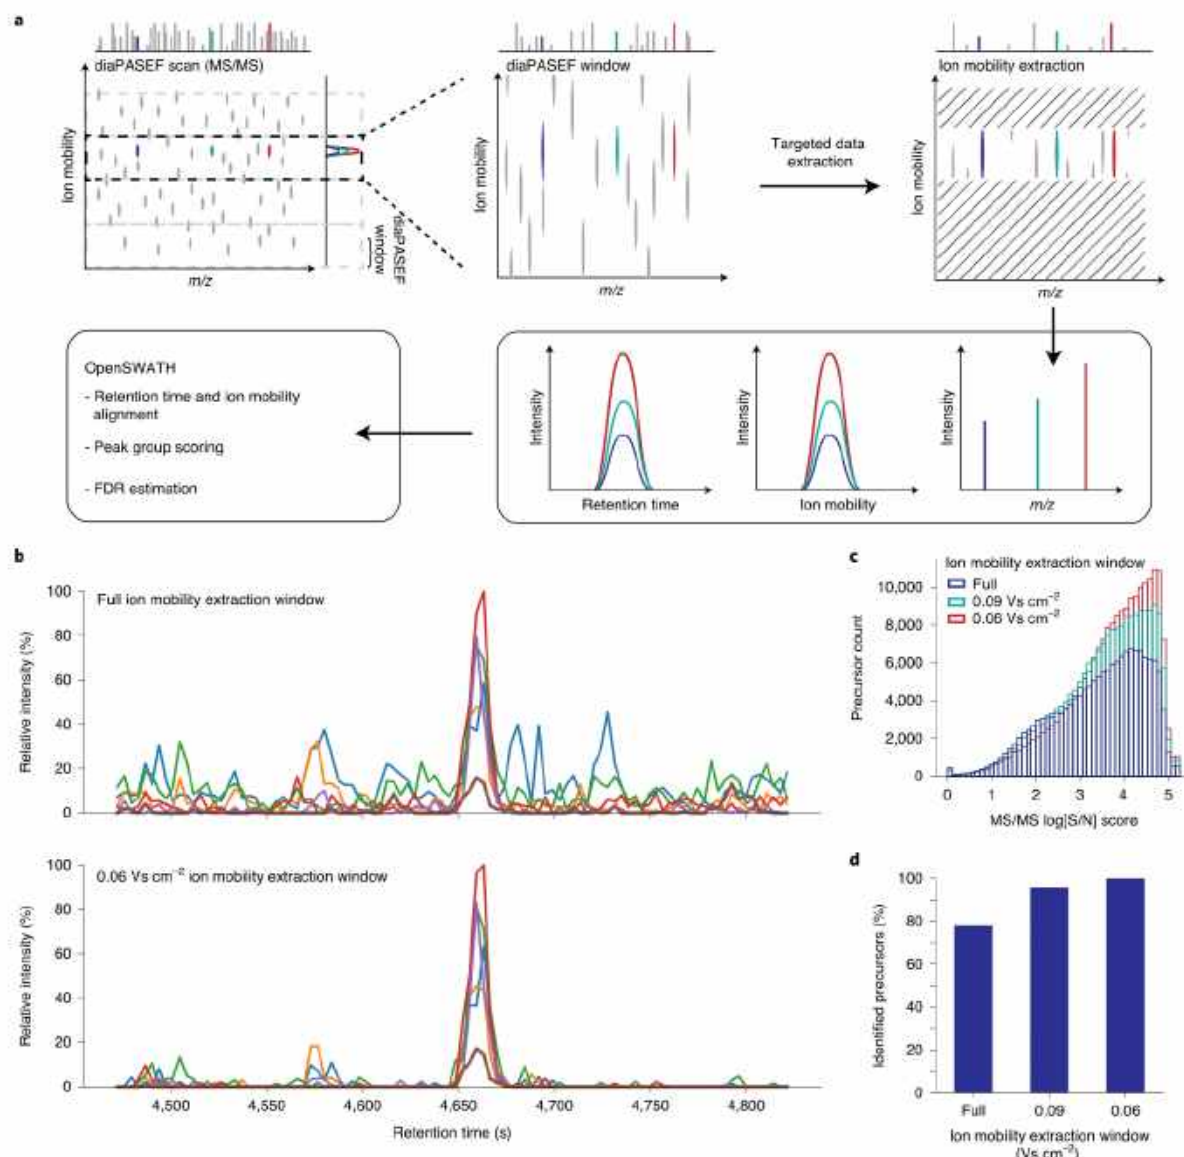 a
diaPASEF scan (MS/MS)
Ion mobility
m/z
diaPASEF
window
diaPASEF window
Ion mobility
m/z
Targeted data
extraction
Ion mobility extraction
Ion mobility
m/z
OpenSWATH
- Retention time and ion mobility
alignment
- Peak group scoring
- FDR estimation
Intensity
Retention time
Intensity
Ion mobility
Intensity
m/z
b
Full ion mobility extraction window
Relative intensity (%)
100
80
60
40
20
0
0.06 Vs cm⁻² ion mobility extraction window
Relative intensity (%)
100
80
60
40
20
0
4,500 4,550 4,600 4,650 4,700 4,750 4,800
Retention time (s)
c
Ion mobility extraction window
Full
0.09 Vs cm⁻²
0.06 Vs cm⁻²
Precursor count
10,000
8,000
6,000
4,000
2,000
0
0 1 2 3 4 5
MS/MS log[S/N] score
d
Identified precursors (%)
100
80
60
40
20
0
Full 0.09 0.06
Ion mobility extraction window
(Vs cm⁻²)